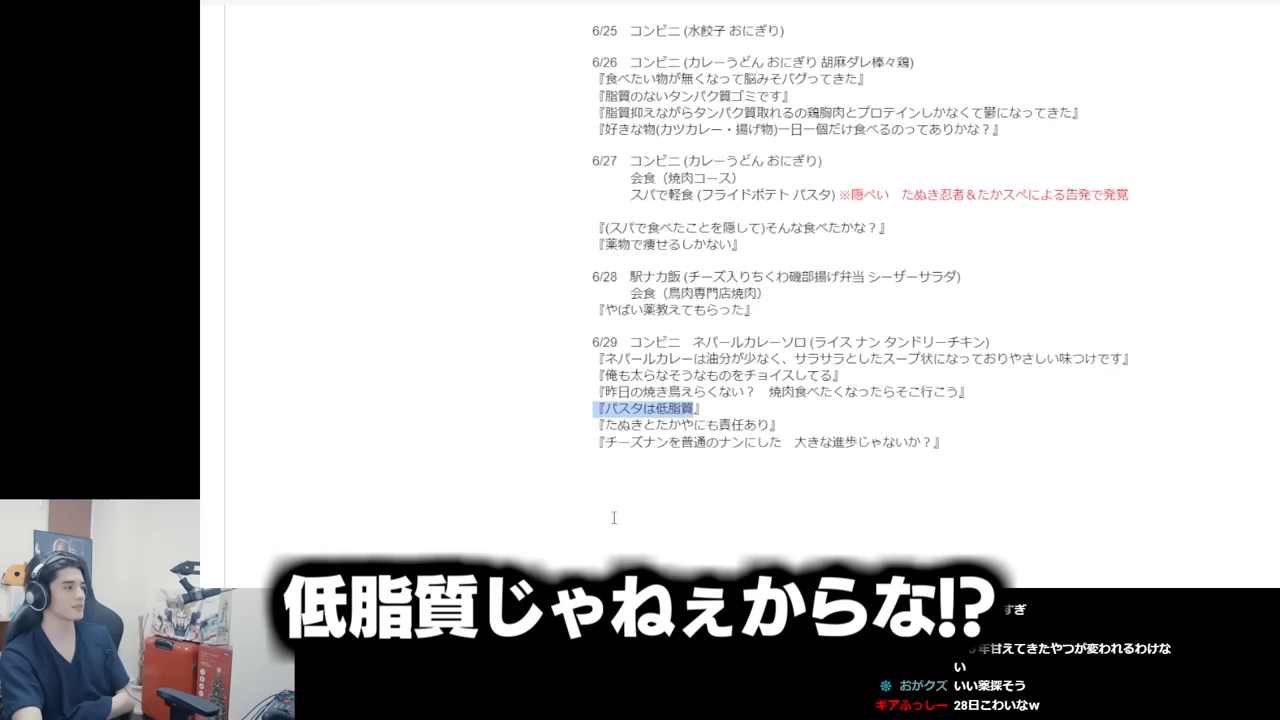 6/25 コンビニ (水餃子 おにぎり)
6/26 コンビニ (カレーうどん おにぎり 胡麻ダレ棒々鶏)
『食べたい物が無くなって脳みそバグってきた』
『脂質のないタンパク質ゴミです』
『脂質抑えながらタンパク質取れるの鶏胸肉とプロテインしかなくて鬱になってきた』
『好きな物(カツカレー・揚げ物)一日一個だけ食べるのってありかな？』
6/27 コンビニ (カレーうどん おにぎり)
会食（焼肉コース）
スパで軽食 (フライドポテト パスタ) ※隠ぺい　たぬき忍者＆たかスペによる告発で発覚
『(スパで食べたことを隠して)そんな食べたかな？』
『薬物で痩せるしかない』
6/28 駅ナカ飯 (チーズ入りちくわ磯部揚げ弁当 シーザーサラダ)
会食（鳥肉専門店焼肉）
『やばい薬教えてもらった』
6/29 コンビニ　ネパールカレーソロ (ライス ナン タンドリーチキン)
『ネパールカレーは油分が少なく、サラサラとしたスープ状になっておりやさしい味つけです』
『俺も太らなそうなものをチョイスしてる』
『昨日の焼き鳥えらくない？　焼肉食べたくなったらそこ行こう』
『パスタは低脂質』
『たぬきとたかやにも責任あり』
『チーズナンを普通のナンにした　大きな進歩じゃないか？』
低脂質じゃねぇからな!?
すぎ
年甘えてきたやつが変われるわけな
い
おがクズ いい薬探そう
ギアふっしー 28日こわいなw